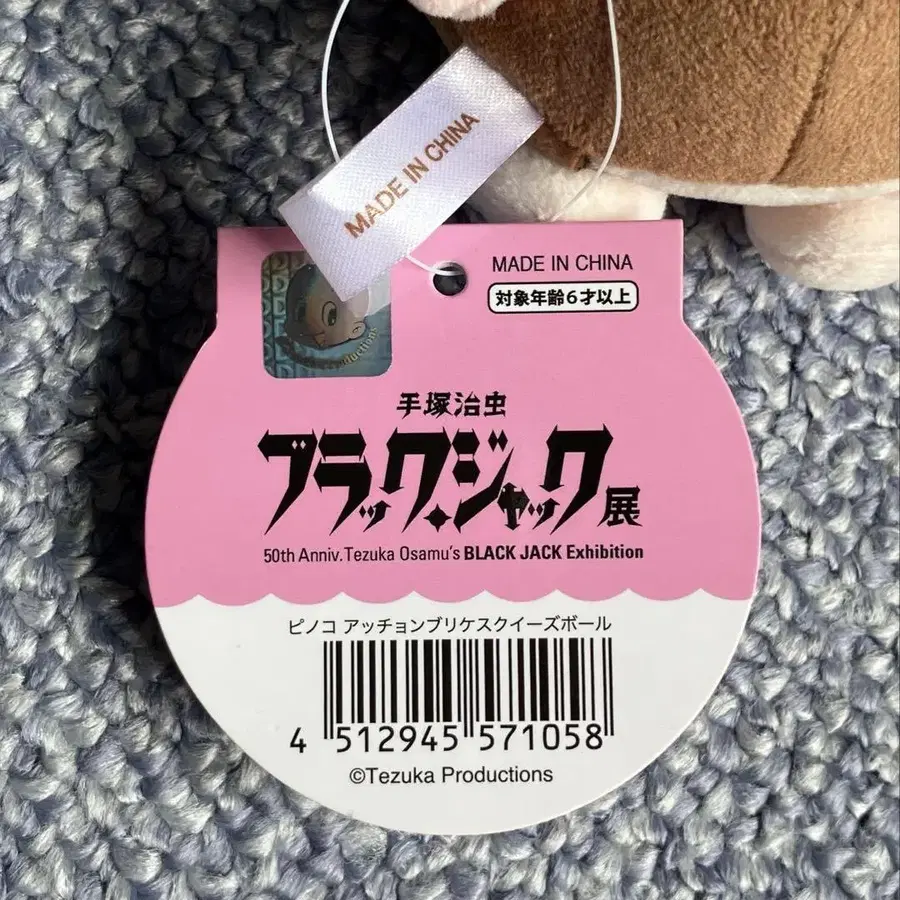 MADE IN CHINA
MADE IN CHINA
対象年齢6才以上
手塚治虫
ブラック・ジャック展
50th Anniv. Tezuka Osamu's BLACK JACK Exhibition
ピノコ アッチョンブリケスクイーズボール
4 512945 571058
©Tezuka Productions